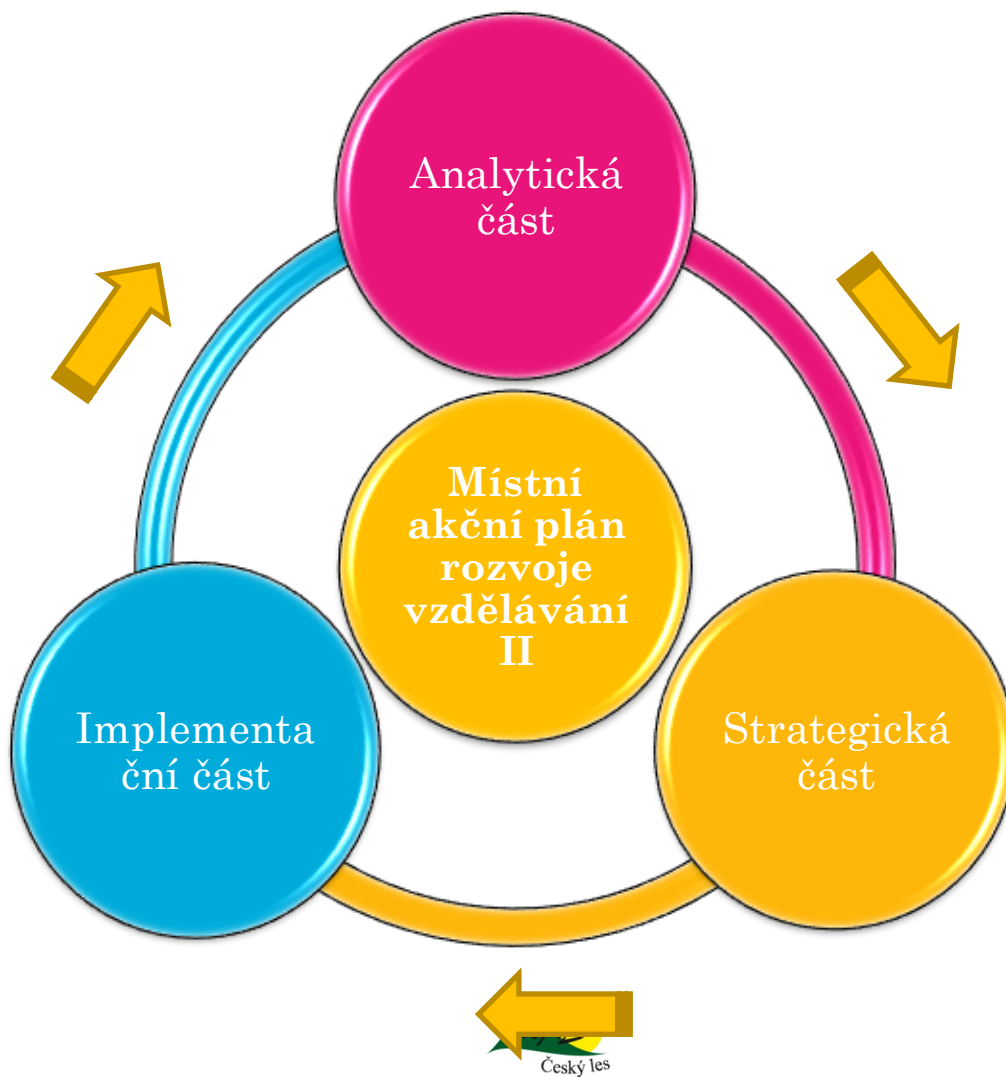 Analytická
část
Místní
akční plán
rozvoje
vzdělávání
II
Implementa
ční část
Strategická
část
Český les